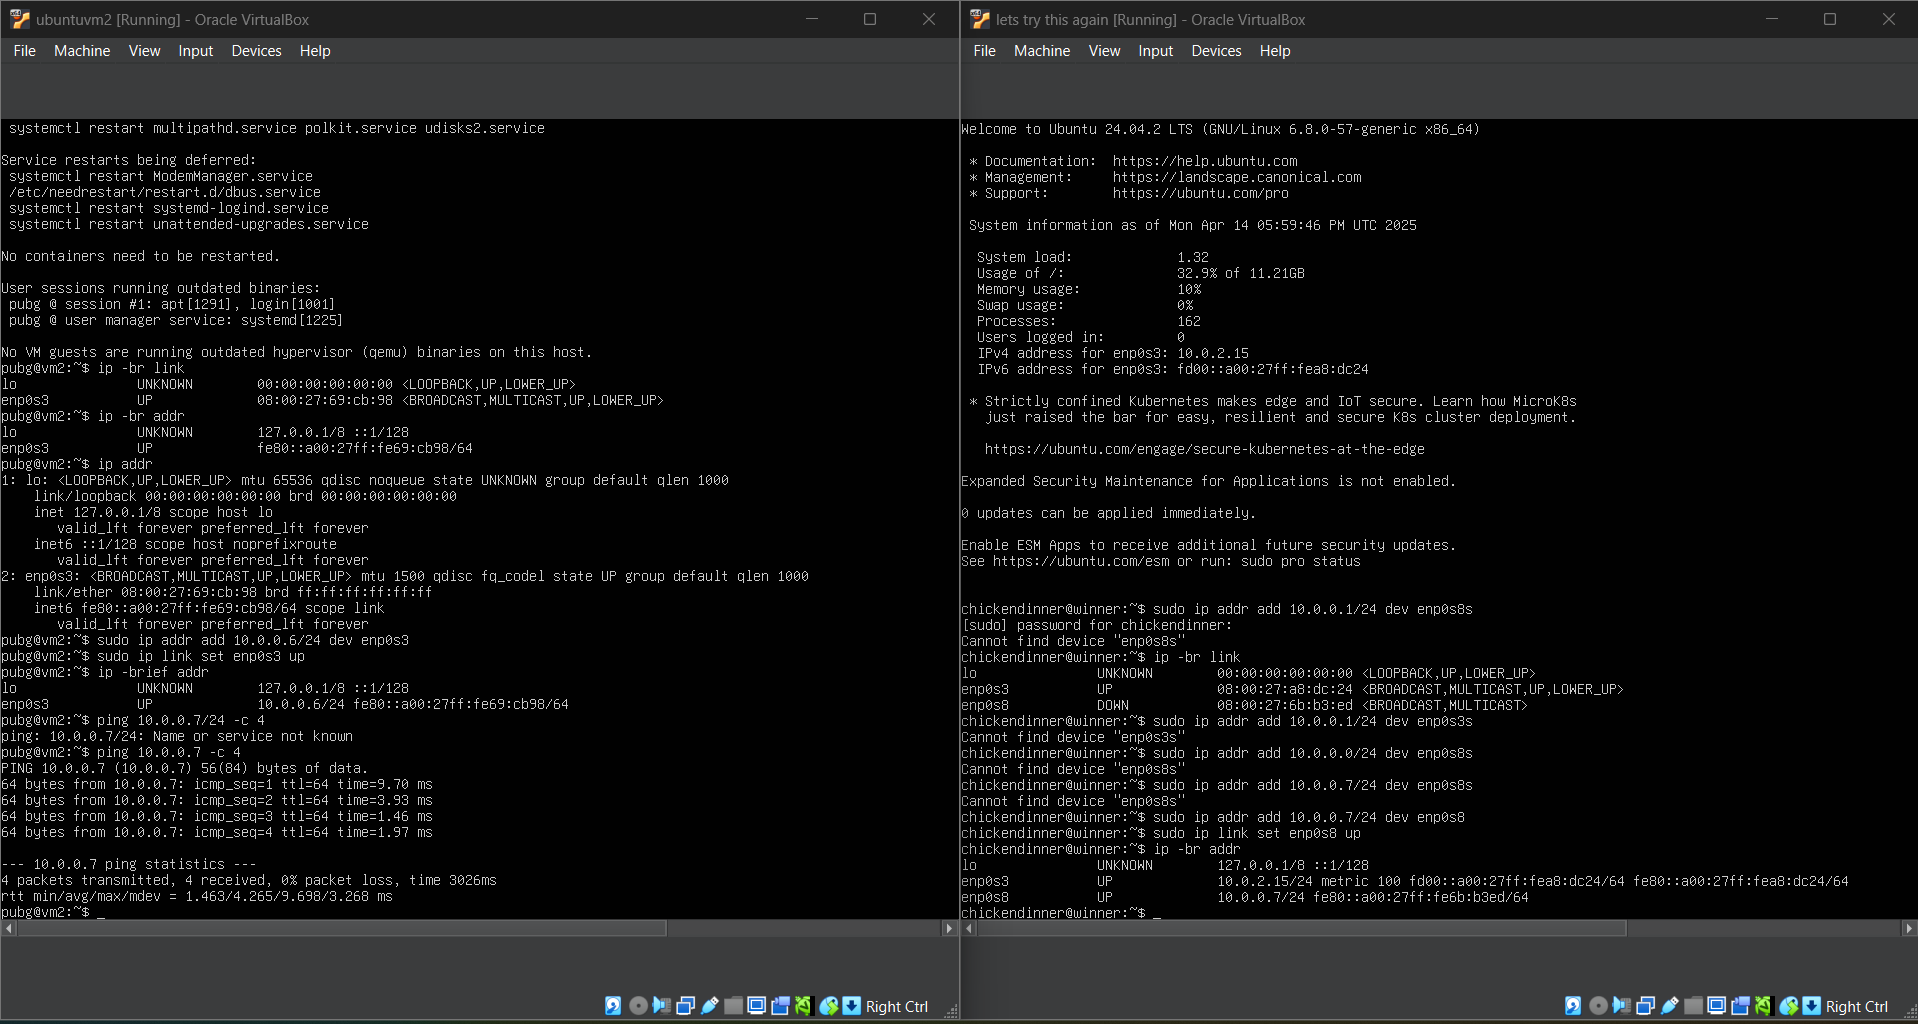 ubuntuvm2 [Running] - Oracle VirtualBox
File Machine View Input Devices Help
systemctl restart multipathd.service polkit.service udisks2.service
Service restarts being deferred:
systemctl restart ModemManager.service
/etc/needrestart/restart.d/dbus.service
systemctl restart systemd-logind.service
systemctl restart unattended-upgrades.service
No containers need to be restarted.
User sessions running outdated binaries:
pubg @ session #1: apt[1291], login[1001]
pubg @ user manager service: systemd[1225]
No VM guests are running outdated hypervisor (qemu) binaries on this host.
pubg@vm2:~$ ip -br link
lo UNKNOWN 00:00:00:00:00:00 <LOOPBACK,UP,LOWER_UP>
enp0s3 UP 08:00:27:69:cb:98 <BROADCAST,MULTICAST,UP,LOWER_UP>
pubg@vm2:~$ ip -br addr
lo UNKNOWN 127.0.0.1/8 ::1/128
enp0s3 UP fe80::a00:27ff:fe69:cb98/64
pubg@vm2:~$ ip addr
1: lo: <LOOPBACK,UP,LOWER_UP> mtu 65536 qdisc noqueue state UNKNOWN group default qlen 1000
link/loopback 00:00:00:00:00:00 brd 00:00:00:00:00:00
inet 127.0.0.1/8 scope host lo
valid_lft forever preferred_lft forever
inet6 ::1/128 scope host noprefixroute
valid_lft forever preferred_lft forever
2: enp0s3: <BROADCAST,MULTICAST,UP,LOWER_UP> mtu 1500 qdisc fq_codel state UP group default qlen 1000
link/ether 08:00:27:69:cb:98 brd ff:ff:ff:ff:ff:ff
inet6 fe80::a00:27ff:fe69:cb98/64 scope link
valid_lft forever preferred_lft forever
pubg@vm2:~$ sudo ip addr add 10.0.0.6/24 dev enp0s3
pubg@vm2:~$ sudo ip link set enp0s3 up
pubg@vm2:~$ ip -brief addr
lo UNKNOWN 127.0.0.1/8 ::1/128
enp0s3 UP 10.0.0.6/24 fe80::a00:27ff:fe69:cb98/64
pubg@vm2:~$ ping 10.0.0.7/24 -c 4
ping: 10.0.0.7/24: Name or service not known
pubg@vm2:~$ ping 10.0.0.7 -c 4
PING 10.0.0.7 (10.0.0.7) 56(84) bytes of data.
64 bytes from 10.0.0.7: icmp_seq=1 ttl=64 time=9.70 ms
64 bytes from 10.0.0.7: icmp_seq=2 ttl=64 time=3.93 ms
64 bytes from 10.0.0.7: icmp_seq=3 ttl=64 time=1.46 ms
64 bytes from 10.0.0.7: icmp_seq=4 ttl=64 time=1.97 ms
--- 10.0.0.7 ping statistics ---
4 packets transmitted, 4 received, 0% packet loss, time 3026ms
rtt min/avg/max/mdev = 1.463/4.265/9.698/3.268 ms
pubg@vm2:~$ _
Right Ctrl
lets try this again [Running] - Oracle VirtualBox
File Machine View Input Devices Help
Welcome to Ubuntu 24.04.2 LTS (GNU/Linux 6.8.0-57-generic x86_64)
* Documentation: https://help.ubuntu.com
* Management: https://landscape.canonical.com
* Support: https://ubuntu.com/pro
System information as of Mon Apr 14 05:59:46 PM UTC 2025
System load: 1.32
Usage of /: 32.9% of 11.21GB
Memory usage: 10%
Swap usage: 0%
Processes: 162
Users logged in: 0
IPv4 address for enp0s3: 10.0.2.15
IPv6 address for enp0s3: fd00::a00:27ff:fea8:dc24
* Strictly confined Kubernetes makes edge and IoT secure. Learn how MicroK8s
just raised the bar for easy, resilient and secure K8s cluster deployment.
https://ubuntu.com/engage/secure-kubernetes-at-the-edge
Expanded Security Maintenance for Applications is not enabled.
0 updates can be applied immediately.
Enable ESM Apps to receive additional future security updates.
See https://ubuntu.com/esm or run: sudo pro status
chickendinner@winner:~$ sudo ip addr add 10.0.0.1/24 dev enp0s8s
[sudo] password for chickendinner:
Cannot find device "enp0s8s"
chickendinner@winner:~$ ip -br link
lo UNKNOWN 00:00:00:00:00:00 <LOOPBACK,UP,LOWER_UP>
enp0s3 UP 08:00:27:a8:dc:24 <BROADCAST,MULTICAST,UP,LOWER_UP>
enp0s8 DOWN 08:00:27:6b:b3:ed <BROADCAST,MULTICAST>
chickendinner@winner:~$ sudo ip addr add 10.0.0.1/24 dev enp0s3s
Cannot find device "enp0s3s"
chickendinner@winner:~$ sudo ip addr add 10.0.0.0/24 dev enp0s8s
Cannot find device "enp0s8s"
chickendinner@winner:~$ sudo ip addr add 10.0.0.7/24 dev enp0s8s
Cannot find device "enp0s8s"
chickendinner@winner:~$ sudo ip addr add 10.0.0.7/24 dev enp0s8
chickendinner@winner:~$ sudo ip link set enp0s8 up
chickendinner@winner:~$ ip -br addr
lo UNKNOWN 127.0.0.1/8 ::1/128
enp0s3 UP 10.0.2.15/24 metric 100 fd00::a00:27ff:fea8:dc24/64 fe80::a00:27ff:fea8:dc24/64
enp0s8 UP 10.0.0.7/24 fe80::a00:27ff:fe6b:b3ed/64
chickendinner@winner:~$ _
Right Ctrl